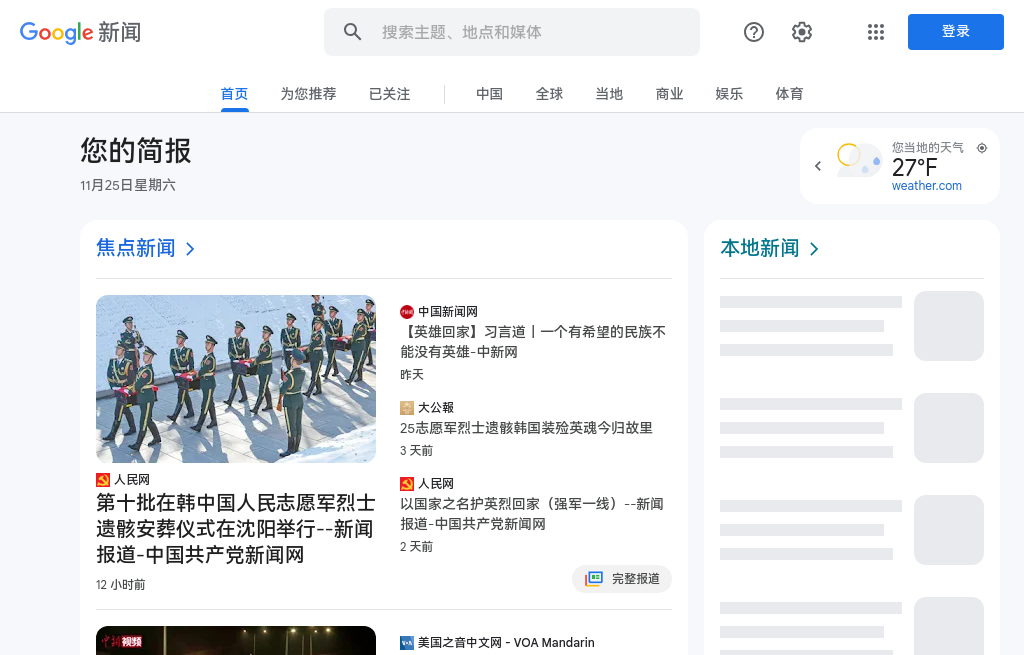 Google 新闻
搜索主题、地点和媒体
登录
首页
为您推荐
已关注
中国
全球
当地
商业
娱乐
体育
您的简报
11月25日星期六
您当地的天气
27°F
weather.com
焦点新闻
人民网
第十批在韩中国人民志愿军烈士
遗骸安葬仪式在沈阳举行--新闻
报道-中国共产党新闻网
12 小时前
中国新闻网
【英雄回家】习言道丨一个有希望的民族不
能没有英雄-中新网
昨天
大公報
25志愿军烈士遗骸韩国装殓英魂今归故里
3 天前
人民网
以国家之名护英烈回家（强军一线）--新闻
报道-中国共产党新闻网
2 天前
完整报道
中新视频
VOA
美国之音中文网 - VOA Mandarin
本地新闻